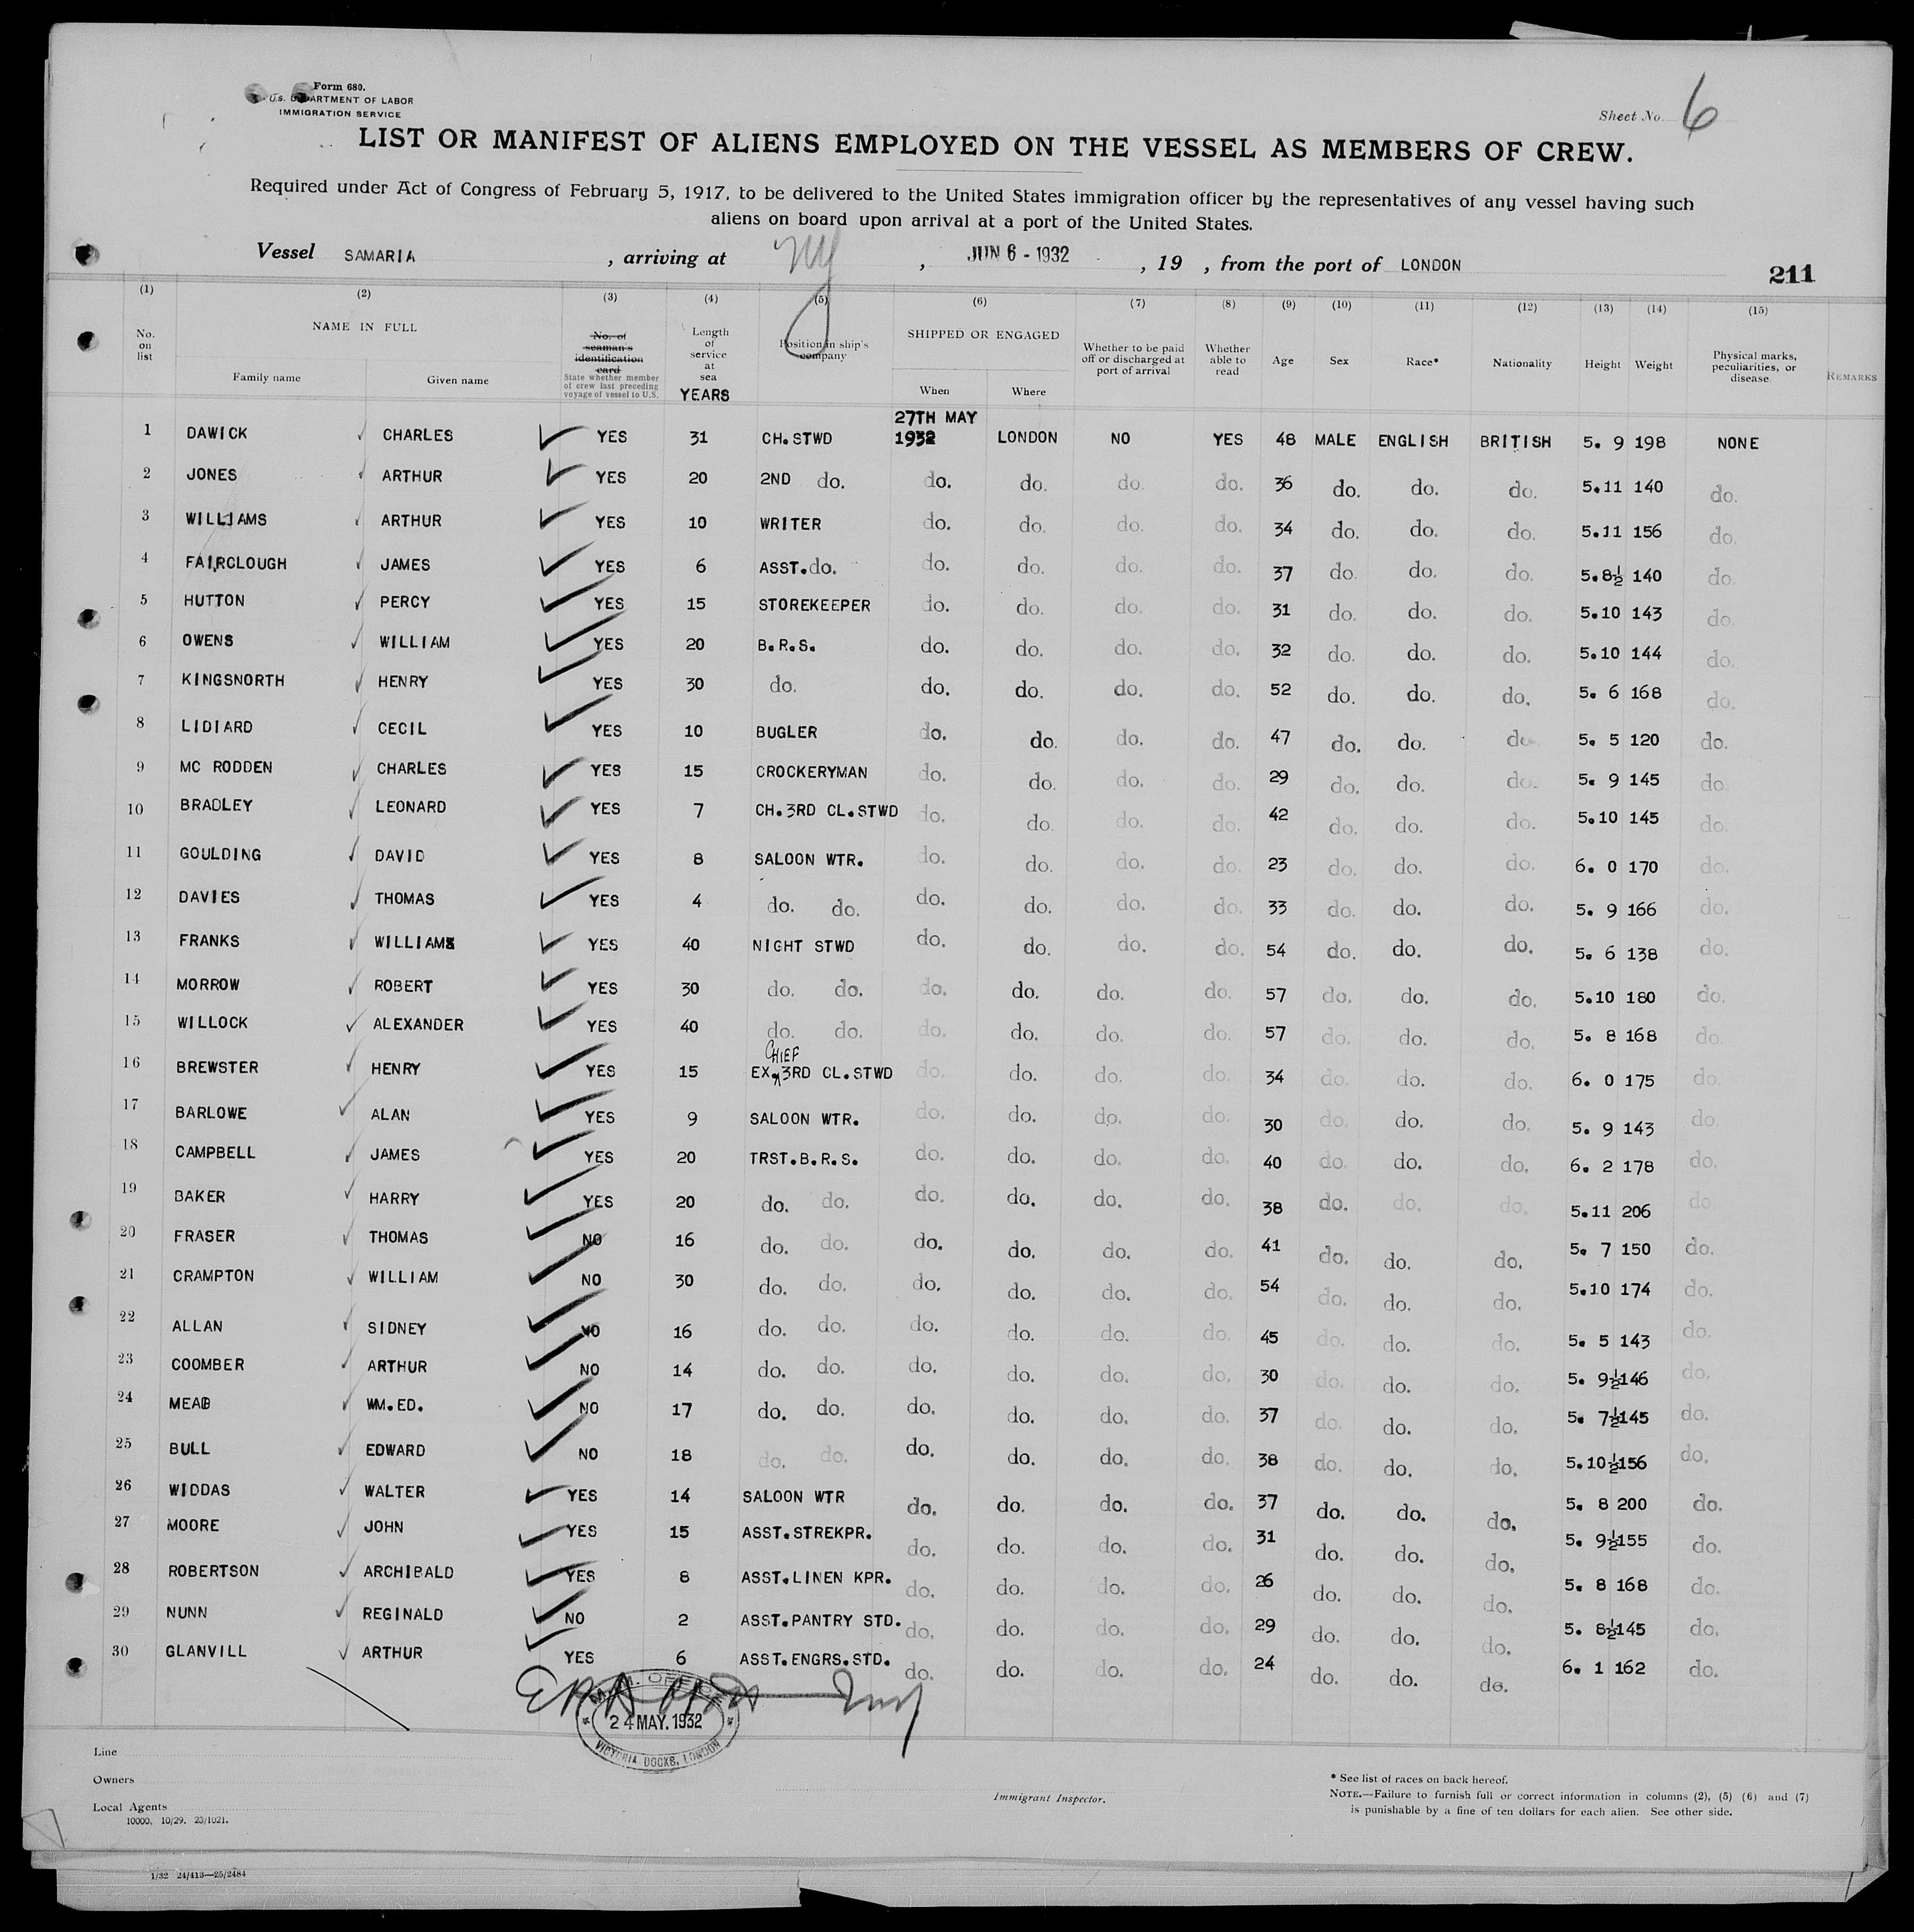 Form 680.
U.S. DEPARTMENT OF LABOR
IMMIGRATION SERVICE
Sheet No. 6
LIST OR MANIFEST OF ALIENS EMPLOYED ON THE VESSEL AS MEMBERS OF CREW.
Required under Act of Congress of February 5, 1917, to be delivered to the United States immigration officer by the representatives of any vessel having such
aliens on board upon arrival at a port of the United States.
Vessel SAMARIA , arriving at NY , JUN 6 - 1932 , 19 , from the port of LONDON
211
(1) (2) (3) (4) (5) (6) (7) (8) (9) (10) (11) (12) (13) (14) (15)
No. on list NAME IN FULL Family name Given name No. of seaman's identification card State whether member of crew last preceding voyage of vessel to U.S. Length of service at sea YEARS Position in ship's company SHIPPED OR ENGAGED When Where Whether to be paid off or discharged at port of arrival Whether able to read Age Sex Race* Nationality Height Weight Physical marks, peculiarities, or disease REMARKS
1 DAWICK CHARLES YES 31 CH.STWD 27TH MAY 1932 LONDON NO YES 48 MALE ENGLISH BRITISH 5. 9 198 NONE
2 JONES ARTHUR YES 20 2ND do. do. do. do. do. 36 do. do. do. 5.11 140 do.
3 WILLIAMS ARTHUR YES 10 WRITER do. do. do. do. 34 do. do. do. 5.11 156 do.
4 FAIRCLOUGH JAMES YES 6 ASST.do. do. do. do. do. 37 do. do. do. 5.8½ 140 do.
5 HUTTON PERCY YES 15 STOREKEEPER do. do. do. do. 31 do. do. do. 5.10 143 do.
6 OWENS WILLIAM YES 20 B.R.S. do. do. do. do. 32 do. do. do. 5.10 144 do.
7 KINGSNORTH HENRY YES 30 do. do. do. do. do. 52 do. do. do. 5. 6 168 do.
8 LIDIARD CECIL YES 10 BUGLER do. do. do. do. 47 do. do. do. 5. 5 120 do.
9 MC RODDEN CHARLES YES 15 CROCKERYMAN do. do. do. do. 29 do. do. do. 5. 9 145 do.
10 BRADLEY LEONARD YES 7 CH.3RD CL.STWD do. do. do. do. 42 do. do. do. 5.10 145 do.
11 GOULDING DAVID YES 8 SALOON WTR. do. do. do. do. 23 do. do. do. 6. 0 170 do.
12 DAVIES THOMAS YES 4 do. do. do. do. do. do. 33 do. do. do. 5. 9 166 do.
13 FRANKS WILLIAMS YES 40 NIGHT STWD do. do. do. do. 54 do. do. do. 5. 6 138 do.
14 MORROW ROBERT YES 30 do. do. do. do. do. do. 57 do. do. do. 5.10 180 do.
15 WILLOCK ALEXANDER YES 40 do. do. do. do. do. do. 57 do. do. do. 5. 8 168 do.
16 BREWSTER HENRY YES 15 EX CHIEF 3RD CL.STWD do. do. do. do. 34 do. do. do. 6. 0 175 do.
17 BARLOWE ALAN YES 9 SALOON WTR. do. do. do. do. 30 do. do. do. 5. 9 143 do.
18 CAMPBELL JAMES YES 20 TRST.B.R.S. do. do. do. do. 40 do. do. do. 6. 2 178 do.
19 BAKER HARRY YES 20 do. do. do. do. do. do. 38 do. do. do. 5.11 206 do.
20 FRASER THOMAS NO 16 do. do. do. do. do. do. 41 do. do. do. 5. 7 150 do.
21 CRAMPTON WILLIAM NO 30 do. do. do. do. do. do. 54 do. do. do. 5.10 174 do.
22 ALLAN SIDNEY NO 16 do. do. do. do. do. do. 45 do. do. do. 5. 5 143 do.
23 COOMBER ARTHUR NO 14 do. do. do. do. do. do. 30 do. do. do. 5. 9½ 146 do.
24 MEAD WM.ED. NO 17 do. do. do. do. do. do. 37 do. do. do. 5. 7½ 145 do.
25 BULL EDWARD NO 18 do. do. do. do. do. do. 38 do. do. do. 5.10½ 156 do.
26 WIDDAS WALTER YES 14 SALOON WTR do. do. do. do. 37 do. do. do. 5. 8 200 do.
27 MOORE JOHN YES 15 ASST.STREKPR. do. do. do. do. 31 do. do. do. 5. 9½ 155 do.
28 ROBERTSON ARCHIBALD YES 8 ASST.LINEN KPR. do. do. do. do. 26 do. do. do. 5. 8 168 do.
29 NUNN REGINALD NO 2 ASST.PANTRY STD. do. do. do. do. 29 do. do. do. 5. 8½ 145 do.
30 GLANVILL ARTHUR YES 6 ASST.ENGRS.STD. do. do. do. do. 24 do. do. do. 6. 1 162 do.
M.M. OFFICE
24 MAY. 1932
VICTORIA DOCKS, LONDON
Line
Owners
Local Agents
10000, 10/29. 23/1021.
Immigrant Inspector.
* See list of races on back hereof.
NOTE.—Failure to furnish full or correct information in columns (2), (5) (6) and (7)
is punishable by a fine of ten dollars for each alien. See other side.
1/32 24/413—25/2484